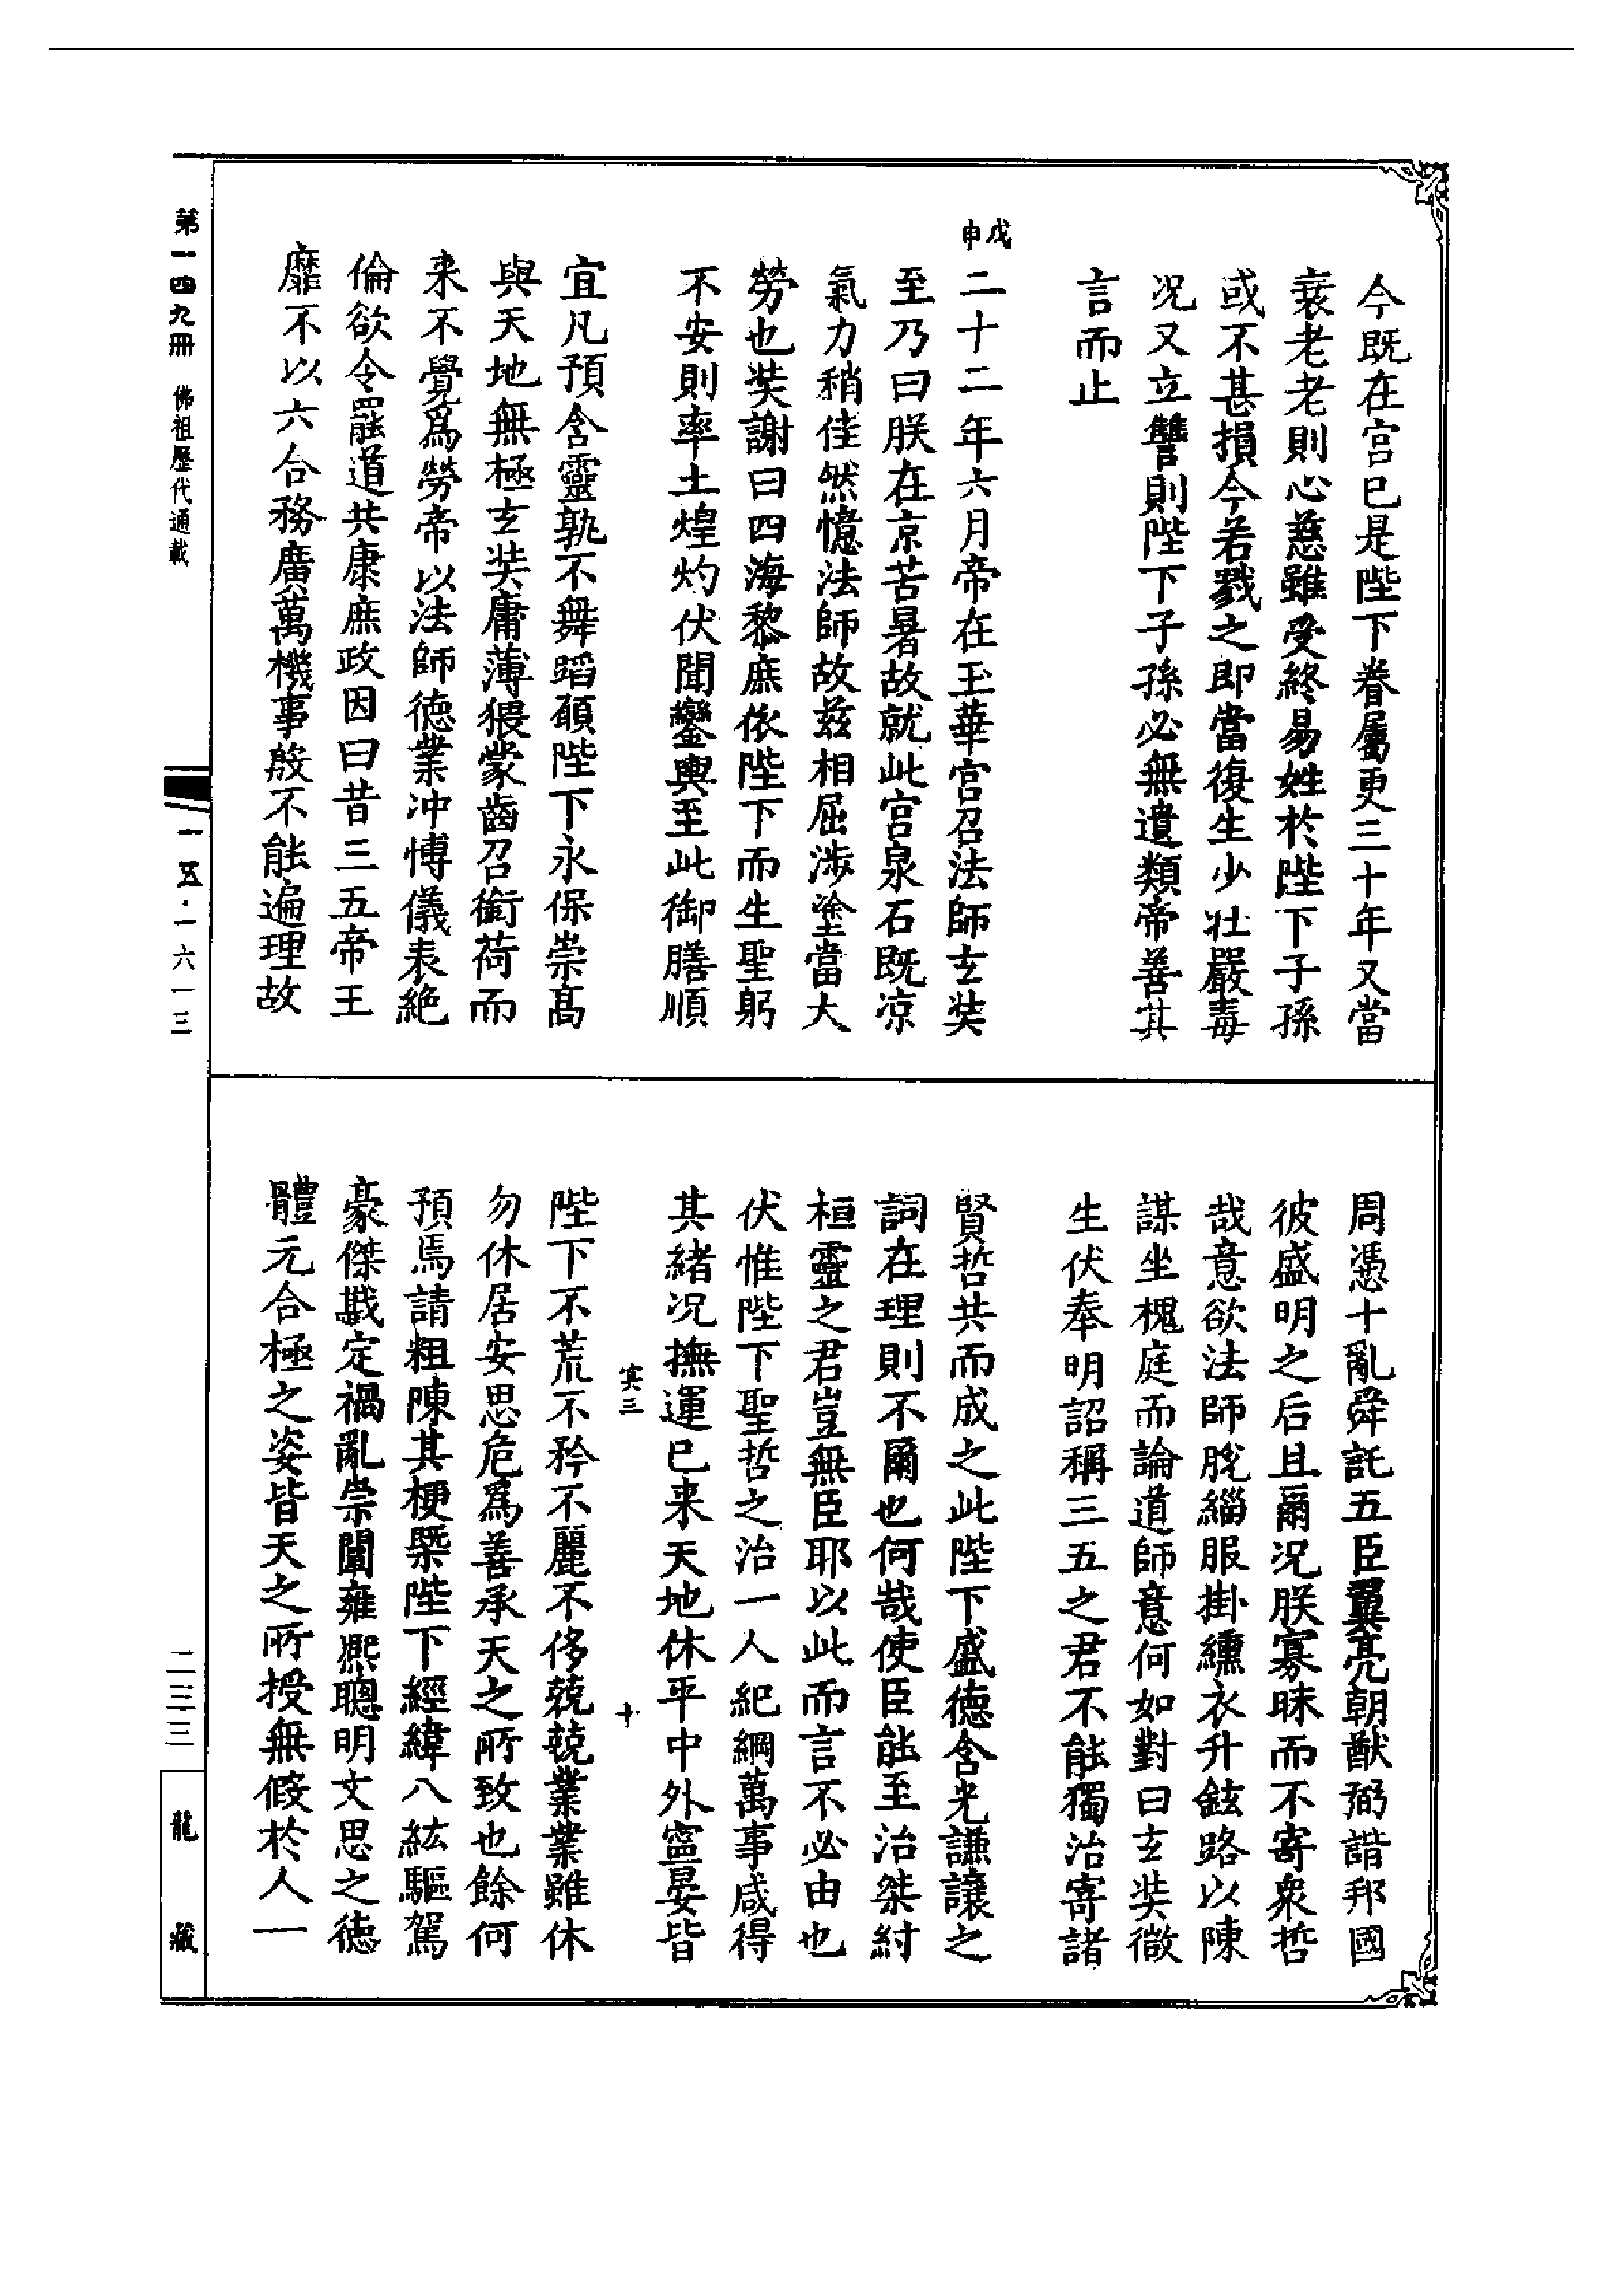 今既在宮已是陛下眷屬更三十年又當
衰老老則心慈雖受終易姓於陛下子孫
或不甚損今若戮之即當復生少壯嚴毒
況又立讐則陛下子孫必無遺類帝善其
言而止
戊申
二十二年六月帝在玉華宮召法師玄奘
至乃曰朕在京苦暑故就此宮泉石既凉
氣力稍佳然憶法師故茲相屈涉塗當大
勞也奘謝曰四海黎庶依陛下而生聖躬
不安則率土煌灼伏聞鑾輿至此御膳順
宜凡預含靈孰不舞蹈願陛下永保崇高
與天地無極玄奘庸薄猥蒙齒召銜荷而
来不覺爲勞帝以法師德業冲博儀表絶
倫欲令罷道共康庶政因曰昔三五帝王
靡不以六合務廣萬機事殷不能遍理故
周憑十亂舜託五臣翼亮朝猷弼諧邦國
彼盛明之后且爾况朕寡昧而不寄衆哲
哉意欲法師脫緇服掛纁衣升鉉路以陳
謀坐槐庭而論道師意何如對曰玄奘微
生伏奉明詔稱三五之君不能獨治寄諸
賢哲共而成之此陛下盛德含光謙讓之
詞在理則不爾也何哉使臣能至治桀紂
桓靈之君豈無臣耶以此而言不必由也
伏惟陛下聖哲之治一人紀綱萬事咸得
其緒况撫運已来天地休平中外寧晏皆
寞三 十
陛下不荒不矜不麗不侈兢兢業業雖休
勿休居安思危爲善承天之所致也餘何
預焉請粗陳其梗槩陛下經緯八紘驅駕
豪傑戡定禍亂崇闡雍熙聰明文思之德
體元合極之姿皆天之所授無假於人一
第一四九冊 佛祖歷代通載
一五·一六一三
二三三
龍藏